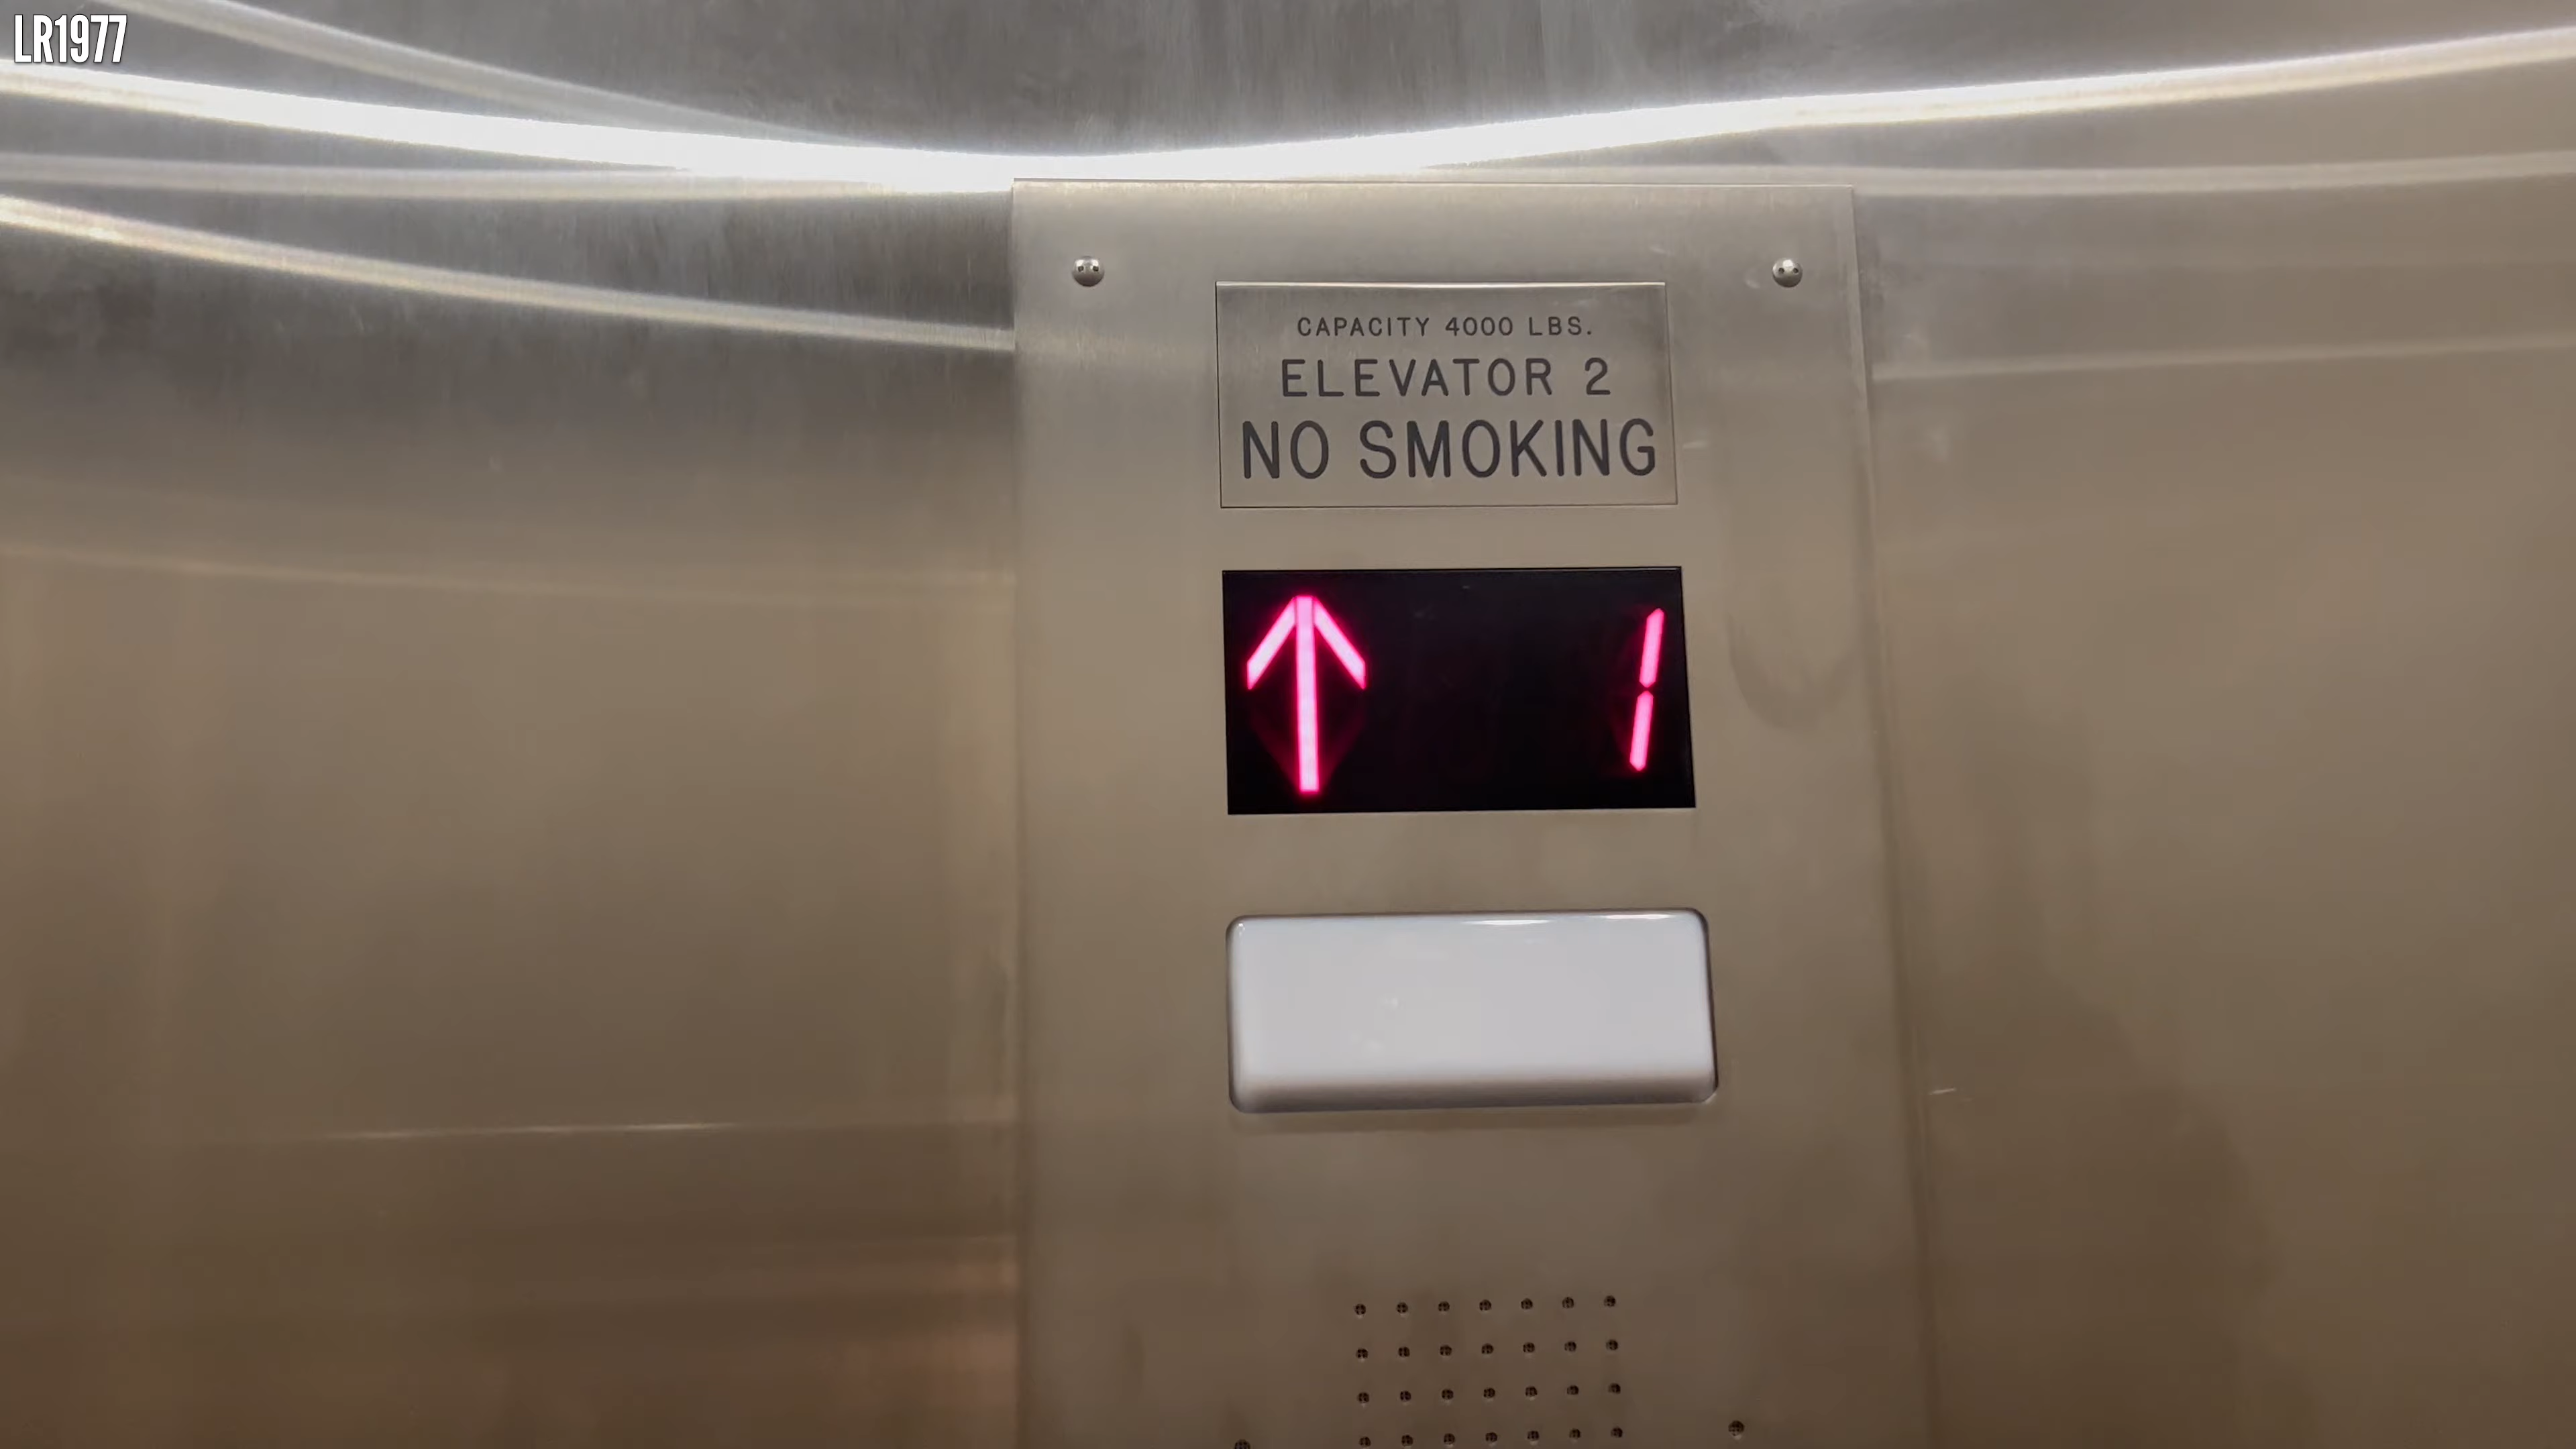 LR1977
CAPACITY 4000 LBS.
ELEVATOR 2
NO SMOKING
1